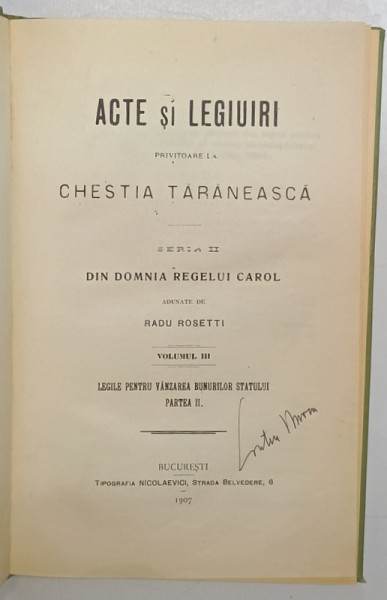 ACTE și LEGIUIRI
PRIVITOARE LA
CHESTIA ȚĂRĂNEASCĂ
SERIA II
DIN DOMNIA REGELUI CAROL
ADUNATE DE
RADU ROSETTI
VOLUMUL III
LEGILE PENTRU VÂNZAREA BUNURILOR STATULUI
PARTEA II.
BUCUREȘTI
TIPOGRAFIA NICOLAEVICI, STRADA BELVEDERE, 6
1907